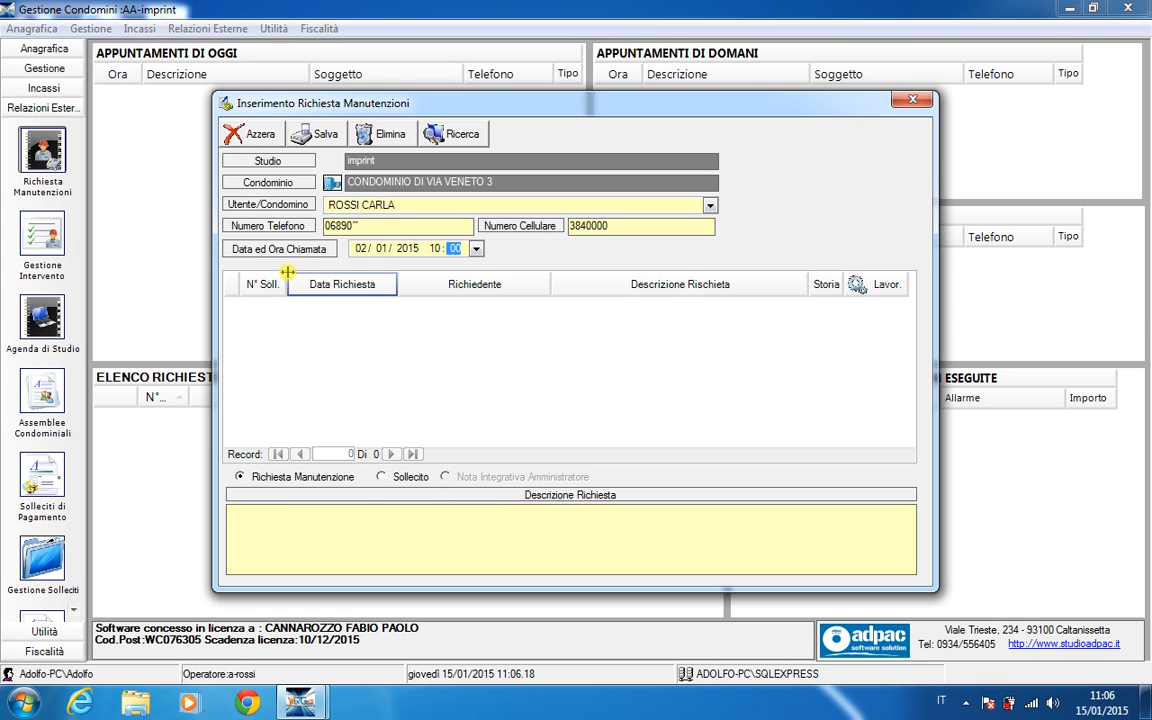 Gestione Condomini :AA-imprint
Anagrafica Gestione Incassi Relazioni Esterne Utilità Fiscalità
Anagrafica
Gestione
Incassi
Relazioni Ester...
Richiesta
Manutenzioni
Gestione
Intervento
Agenda di Studio
Assemblee
Condominiali
Solleciti di
Pagamento
Gestione Solleciti
Utilità
Fiscalità
APPUNTAMENTI DI OGGI
Ora Descrizione Soggetto Telefono Tipo
APPUNTAMENTI DI DOMANI
Ora Descrizione Soggetto Telefono Tipo
Telefono Tipo
Inserimento Richiesta Manutenzioni
Azzera Salva Elimina Ricerca
Studio imprint
Condominio CONDOMINIO DI VIA VENETO 3
Utente/Condomino ROSSI CARLA
Numero Telefono 06890˜ Numero Cellulare 3840000
Data ed Ora Chiamata 02/ 01/ 2015 10: 00
N° Soll. Data Richiesta Richiedente Descrizione Rischieta Storia Lavor.
Record: 0 Di 0
Richiesta Manutenzione Sollecito Nota Integrativa Amministratore
Descrizione Richiesta
ELENCO RICHIEST
N°...
ESEGUITE
Allarme Importo
Software concesso in licenza a : CANNAROZZO FABIO PAOLO
Cod.Post:WC076305 Scadenza licenza:10/12/2015
adpac
software solution
Viale Trieste, 234 - 93100 Caltanissetta
Tel: 0934/556405 http://www.studioadpac.it
Adolfo-PC\Adolfo Operatore:a-rossi giovedì 15/01/2015 11:06.18 ADOLFO-PC\SQLEXPRESS
IT 11:06
15/01/2015